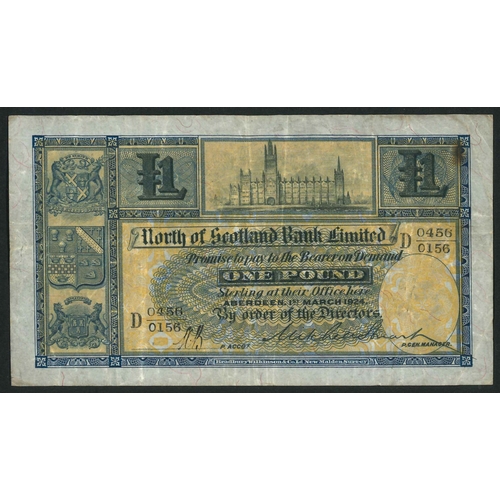 £1
£1
North of Scotland Bank Limited
D 0456
0156
Promise to pay to the Bearer on Demand
ONE POUND
Sterling at their Office here
ABERDEEN, 1ST MARCH 1924.
By order of the Directors,
D 0456
0156
P. ACCDT.
P. GEN. MANAGER.
Bradbury Wilkinson & Co. Ld. New Malden Surrey